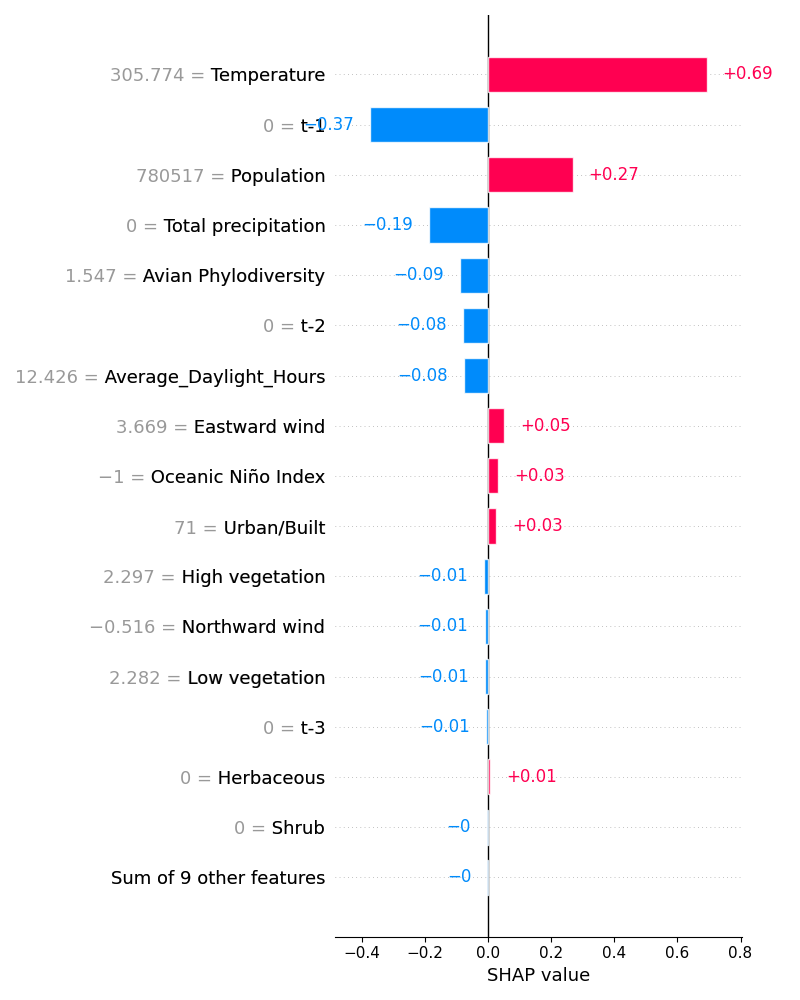 305.774 = Temperature +0.69
0 = t-1 −0.37
780517 = Population +0.27
0 = Total precipitation −0.19
1.547 = Avian Phylodiversity −0.09
0 = t-2 −0.08
12.426 = Average_Daylight_Hours −0.08
3.669 = Eastward wind +0.05
−1 = Oceanic Niño Index +0.03
71 = Urban/Built +0.03
2.297 = High vegetation −0.01
−0.516 = Northward wind −0.01
2.282 = Low vegetation −0.01
0 = t-3 −0.01
0 = Herbaceous +0.01
0 = Shrub −0
Sum of 9 other features −0
−0.4 −0.2 0.0 0.2 0.4 0.6 0.8
SHAP value